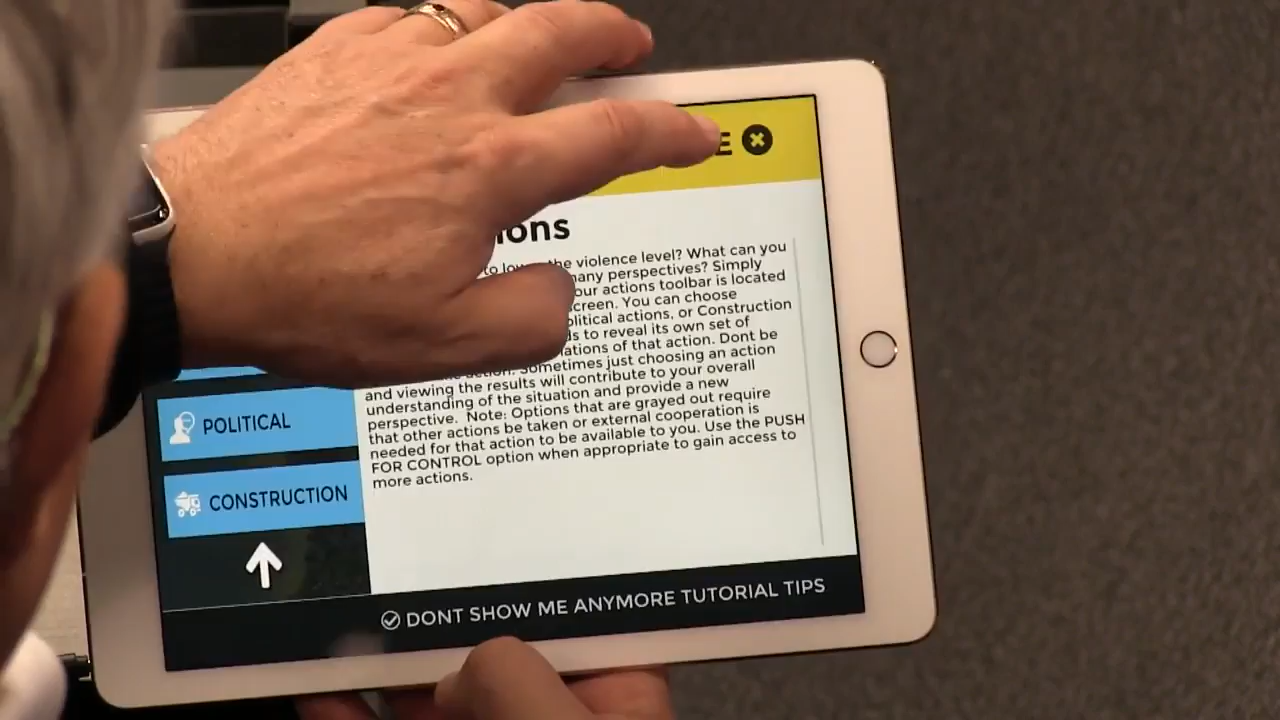 E
ons
to lower the violence level? What can you
many perspectives? Simply
our actions toolbar is located
screen. You can choose
political actions, or Construction
to reveal its own set of
of that action. Dont be
action. Sometimes just choosing an action
and viewing the results will contribute to your overall
understanding of the situation and provide a new
perspective. Note: Options that are grayed out require
that other actions be taken or external cooperation is
needed for that action to be available to you. Use the PUSH
FOR CONTROL option when appropriate to gain access to
more actions.
POLITICAL
CONSTRUCTION
DONT SHOW ME ANYMORE TUTORIAL TIPS